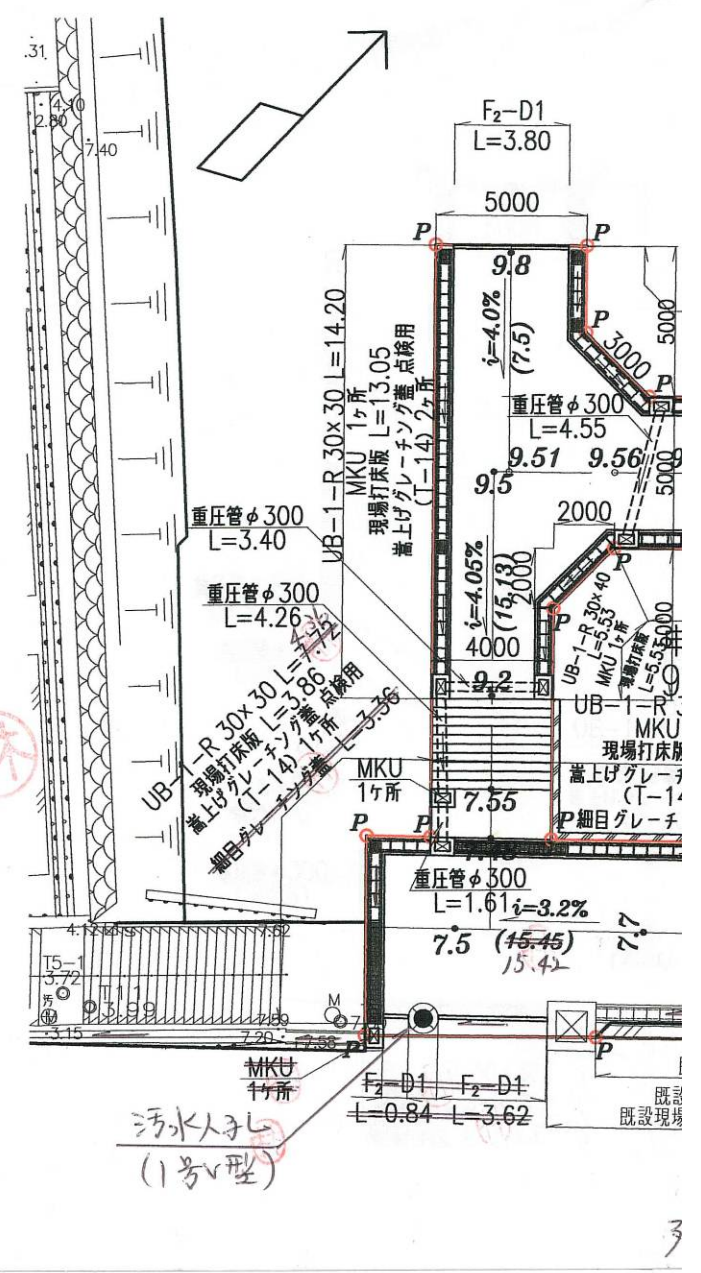 .31
4.10
2.80
7.40
F₂-D1
L=3.80
5000
P
P
9.8
i=4.0%
(7.5)
5000
P
3000
P
UB-1-R 30×30 L=14.20
MKU 1ヶ所
現場打床版 L=13.05
嵩上げグレーチング蓋 点検用
(T-14) 2ヶ所
重圧管φ300
L=4.55
9.51
9.56
9
9.5
5000
2000
重圧管φ300
L=3.40
i=4.05%
(15.13)
2000
P
P
UB-1-R 30×40
L=5.53
MKU 1ヶ所
現場打床版
L=5.53
5000
重圧管φ300
L=4.26
4000
9.2
UB-1-R 30×30 L=3.72
現場打床版 L=3.86
嵩上げグレーチング蓋 点検用
(T-14) 1ヶ所
細目グレーチング蓋 L=3.36
UB-1-R 3
MKU
現場打床版
嵩上げグレーチ
(T-14
細目グレーチ
MKU
1ヶ所
7.55
P
P
P
重圧管φ300
L=1.61
i=3.2%
7.5
(15.45)
15.42
7.7
4.12
7.62
T5-1
3.72
T11
3.99
汚
M
M
7.59
3.15
7.20
7.58
P
P
MKU
1ヶ所
F₂-D1
F₂-D1
L=0.84
L=3.62
既設
既設現場
汚水人孔
(1号V型)
3